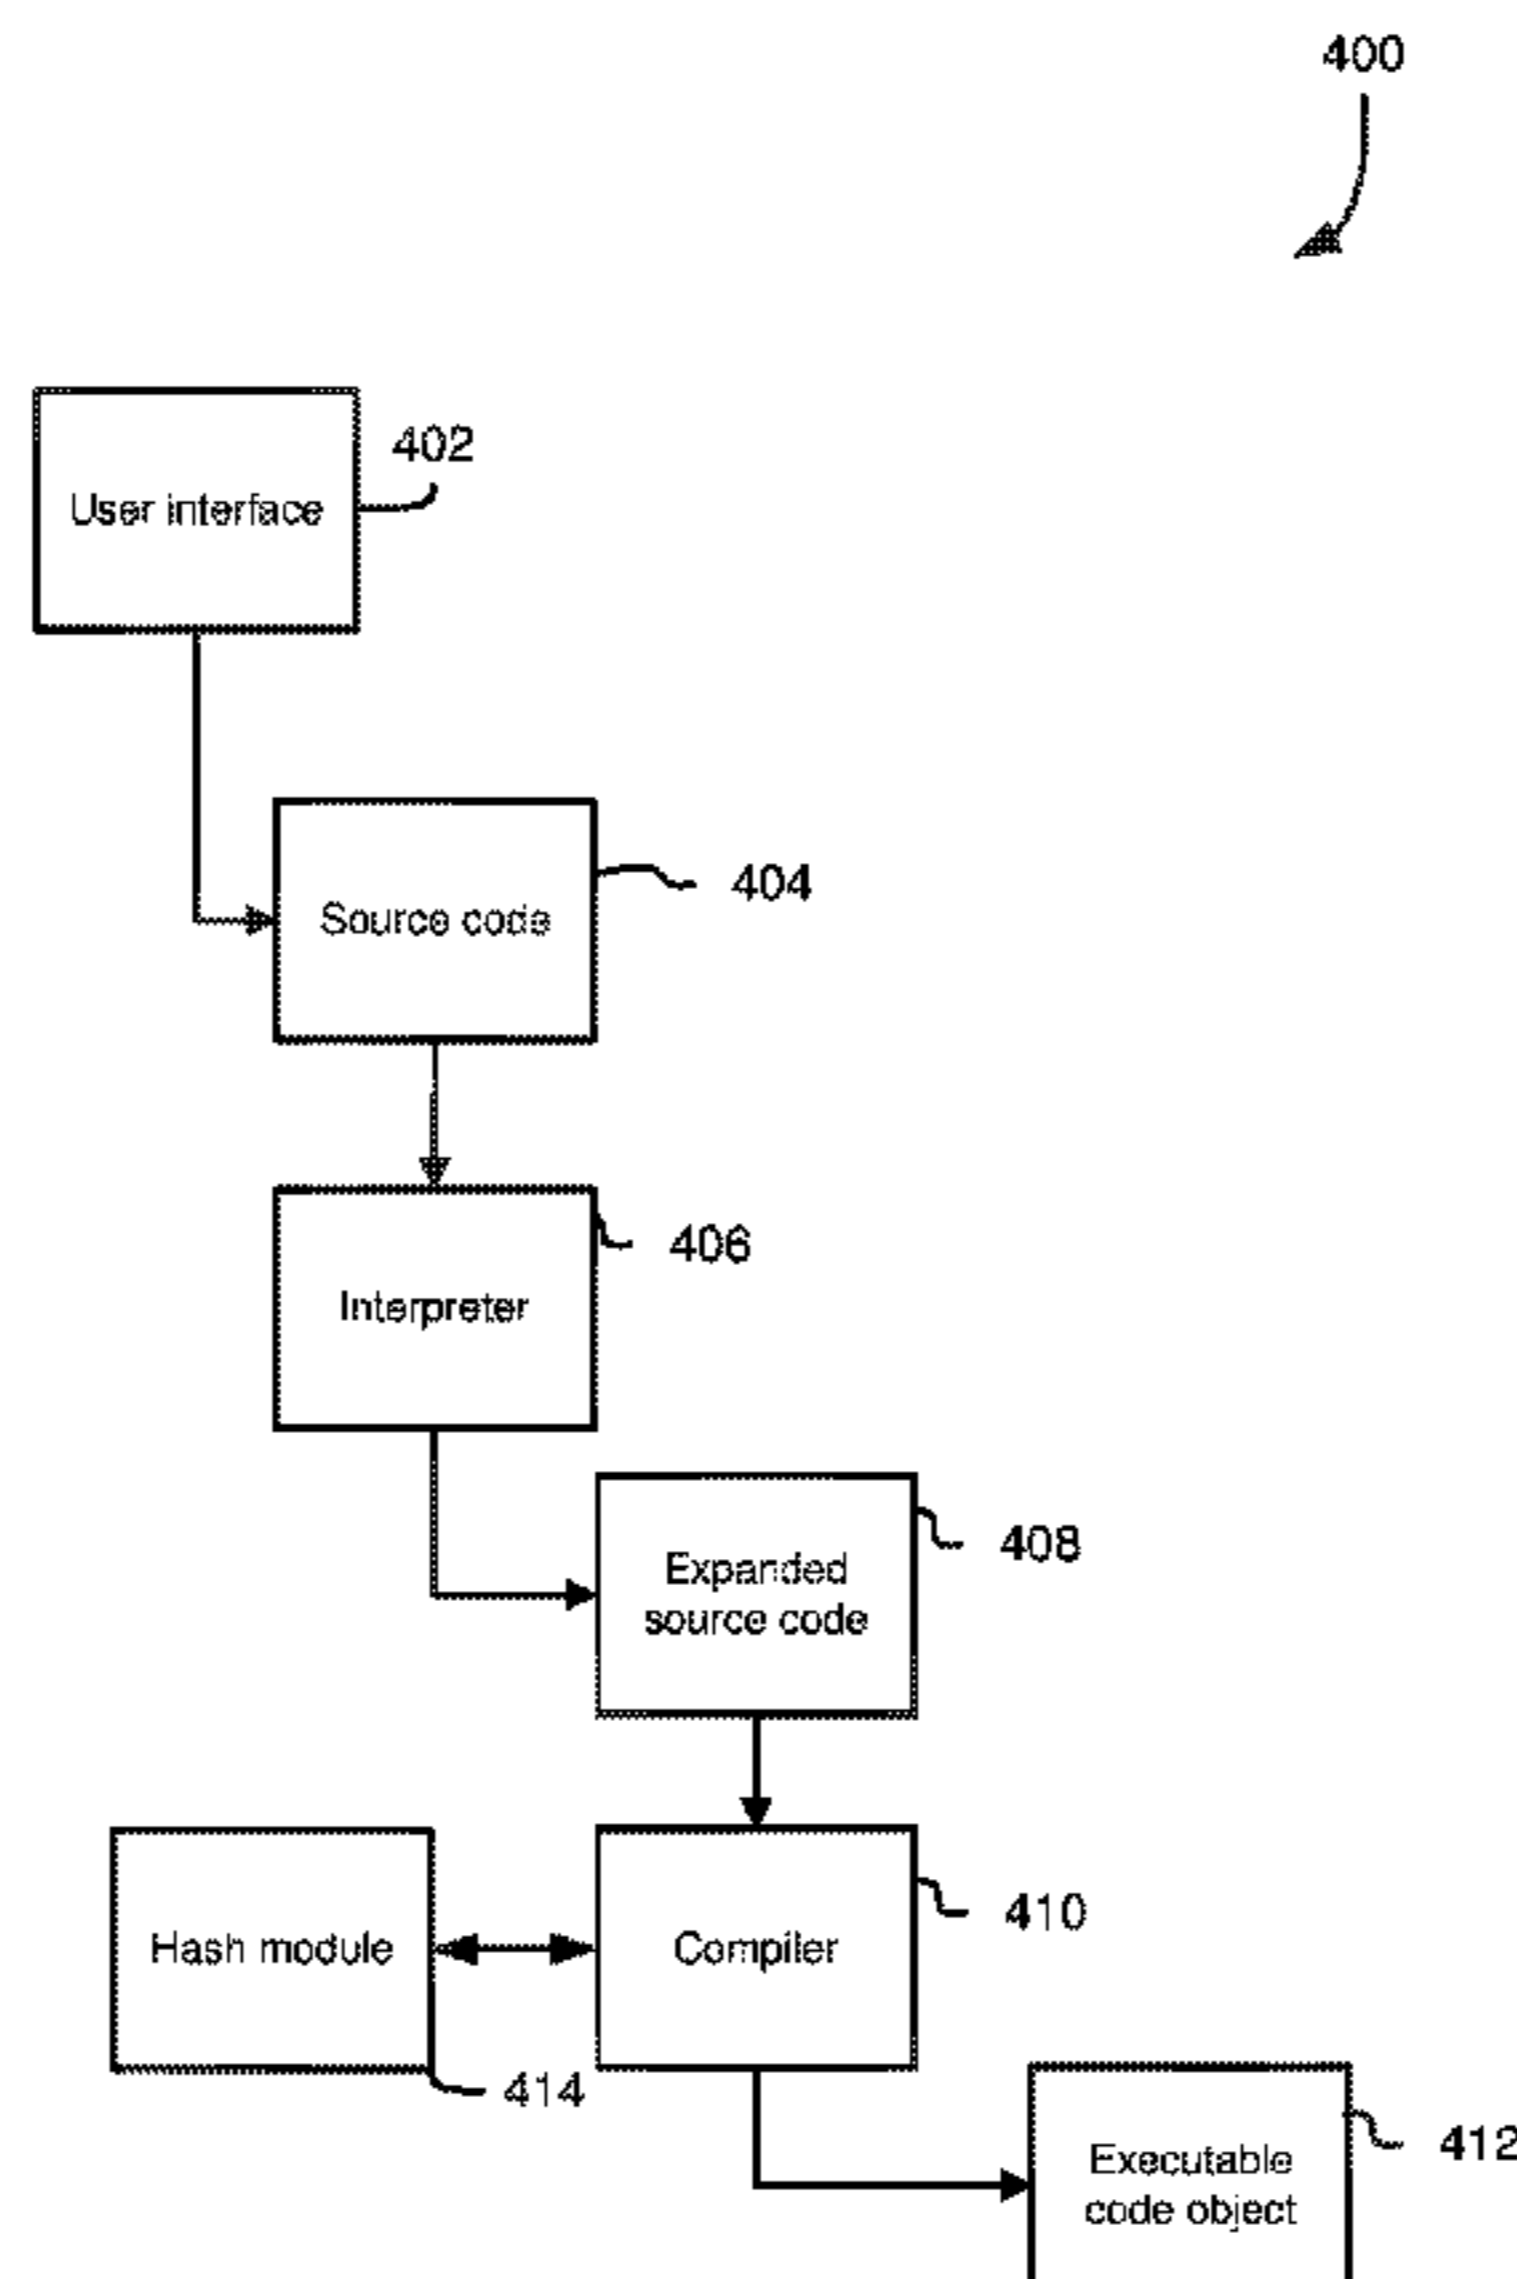 400
User interface
402
Source code
404
Interpreter
406
Expanded
source code
408
Hash module
414
Compiler
410
Executable
code object
412